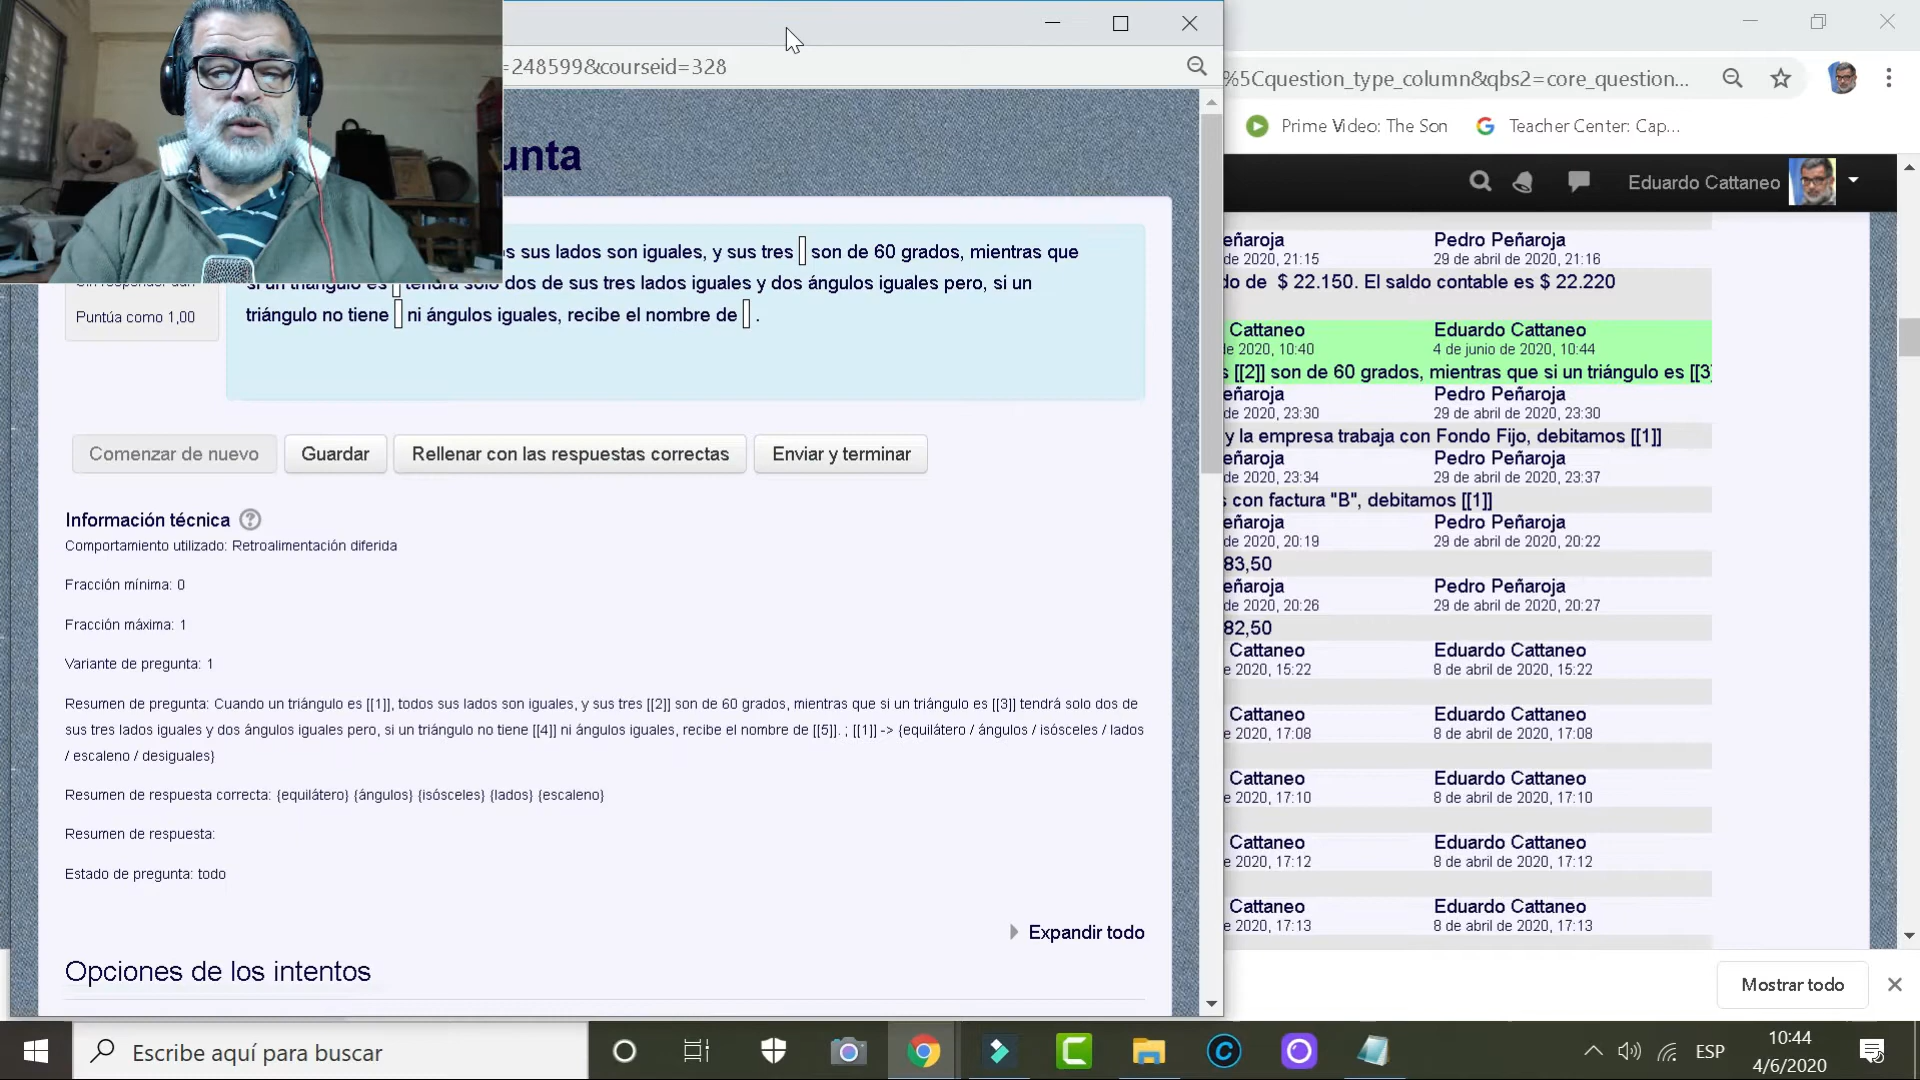 =248599&courseid=328
unta
s sus lados son iguales, y sus tres son de 60 grados, mientras que
si un triángulo es tendrá solo dos de sus tres lados iguales y dos ángulos iguales pero, si un
triángulo no tiene ni ángulos iguales, recibe el nombre de .
Sin responder aún
Puntúa como 1,00
Comenzar de nuevo
Guardar
Rellenar con las respuestas correctas
Enviar y terminar
Información técnica
Comportamiento utilizado: Retroalimentación diferida
Fracción mínima: 0
Fracción máxima: 1
Variante de pregunta: 1
Resumen de pregunta: Cuando un triángulo es [[1]], todos sus lados son iguales, y sus tres [[2]] son de 60 grados, mientras que si un triángulo es [[3]] tendrá solo dos de
sus tres lados iguales y dos ángulos iguales pero, si un triángulo no tiene [[4]] ni ángulos iguales, recibe el nombre de [[5]]. ; [[1]] -> {equilátero / ángulos / isósceles / lados
/ escaleno / desiguales}
Resumen de respuesta correcta: {equilátero} {ángulos} {isósceles} {lados} {escaleno}
Resumen de respuesta:
Estado de pregunta: todo
Expandir todo
Opciones de los intentos
%5Cquestion_type_column&qbs2=core_question...
Prime Video: The Son
Teacher Center: Cap...
Eduardo Cattaneo
eñaroja Pedro Peñaroja
de 2020, 21:15 29 de abril de 2020, 21:16
do de $ 22.150. El saldo contable es $ 22.220
Cattaneo Eduardo Cattaneo
e 2020, 10:40 4 de junio de 2020, 10:44
s [[2]] son de 60 grados, mientras que si un triángulo es [[3]
eñaroja Pedro Peñaroja
de 2020, 23:30 29 de abril de 2020, 23:30
y la empresa trabaja con Fondo Fijo, debitamos [[1]]
eñaroja Pedro Peñaroja
de 2020, 23:34 29 de abril de 2020, 23:37
s con factura "B", debitamos [[1]]
eñaroja Pedro Peñaroja
de 2020, 20:19 29 de abril de 2020, 20:22
83,50
eñaroja Pedro Peñaroja
de 2020, 20:26 29 de abril de 2020, 20:27
82,50
Cattaneo Eduardo Cattaneo
e 2020, 15:22 8 de abril de 2020, 15:22
Cattaneo Eduardo Cattaneo
e 2020, 17:08 8 de abril de 2020, 17:08
Cattaneo Eduardo Cattaneo
e 2020, 17:10 8 de abril de 2020, 17:10
Cattaneo Eduardo Cattaneo
e 2020, 17:12 8 de abril de 2020, 17:12
Cattaneo Eduardo Cattaneo
e 2020, 17:13 8 de abril de 2020, 17:13
Mostrar todo
Escribe aquí para buscar
ESP
10:44
4/6/2020